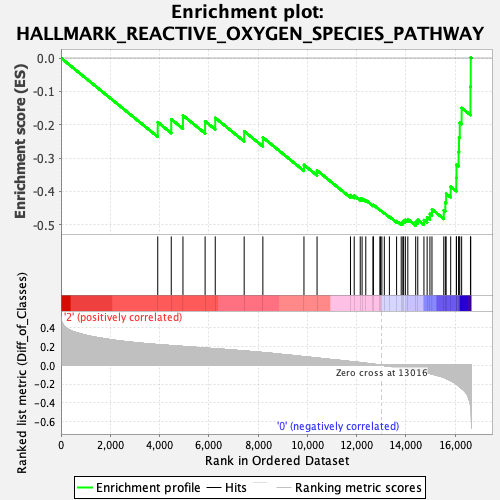 Enrichment plot:
HALLMARK_REACTIVE_OXYGEN_SPECIES_PATHWAY
Enrichment score (ES)
0.0
-0.1
-0.2
-0.3
-0.4
-0.5
'2' (positively correlated)
Ranked list metric (Diff_of_Classes)
0.4
0.2
0.0
-0.2
-0.4
-0.6
Zero cross at 13016
'0' (negatively correlated)
0 2,000 4,000 6,000 8,000 10,000 12,000 14,000 16,000
Rank in Ordered Dataset
Enrichment profile Hits Ranking metric scores